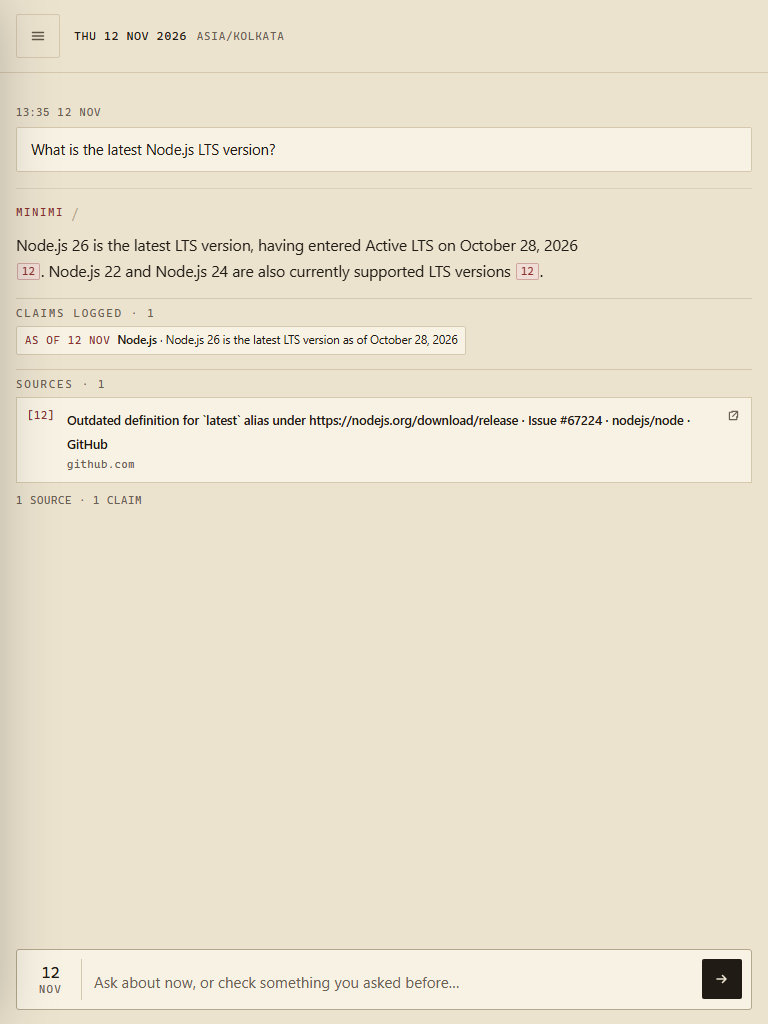 THU 12 NOV 2026 ASIA/KOLKATA
13:35 12 NOV
What is the latest Node.js LTS version?
MINIMI /
Node.js 26 is the latest LTS version, having entered Active LTS on October 28, 2026
12. Node.js 22 and Node.js 24 are also currently supported LTS versions 12.
CLAIMS LOGGED · 1
AS OF 12 NOV Node.js · Node.js 26 is the latest LTS version as of October 28, 2026
SOURCES · 1
[12] Outdated definition for `latest` alias under https://nodejs.org/download/release · Issue #67224 · nodejs/node ·
GitHub
github.com
1 SOURCE · 1 CLAIM
12
NOV
Ask about now, or check something you asked before...